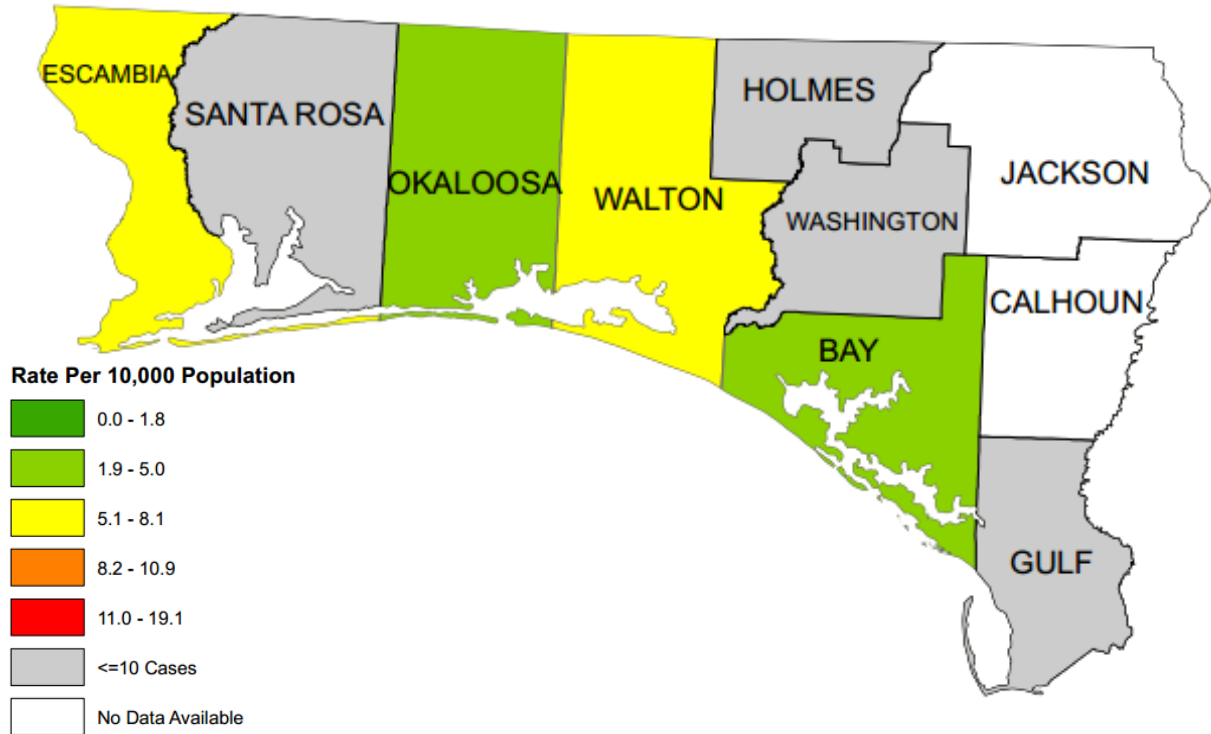 ESCAMBIA
SANTA ROSA
OKALOOSA
WALTON
HOLMES
WASHINGTON
JACKSON
CALHOUN
BAY
GULF
Rate Per 10,000 Population
0.0 - 1.8
1.9 - 5.0
5.1 - 8.1
8.2 - 10.9
11.0 - 19.1
<=10 Cases
No Data Available